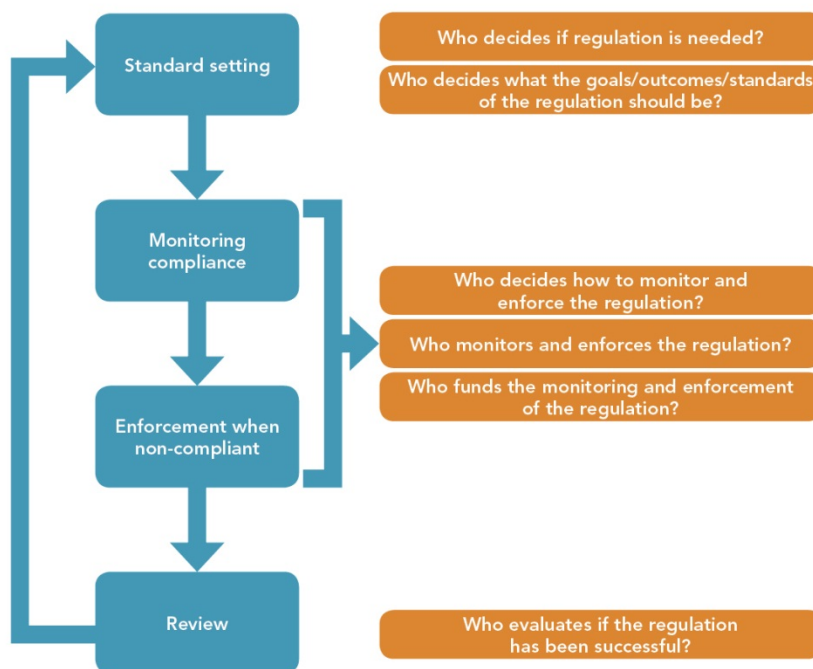 Standard setting
Who decides if regulation is needed?
Who decides what the goals/outcomes/standards
of the regulation should be?
Monitoring
compliance
Who decides how to monitor and
enforce the regulation?
Who monitors and enforces the regulation?
Enforcement when
non-compliant
Who funds the monitoring and enforcement
of the regulation?
Review
Who evaluates if the regulation
has been successful?